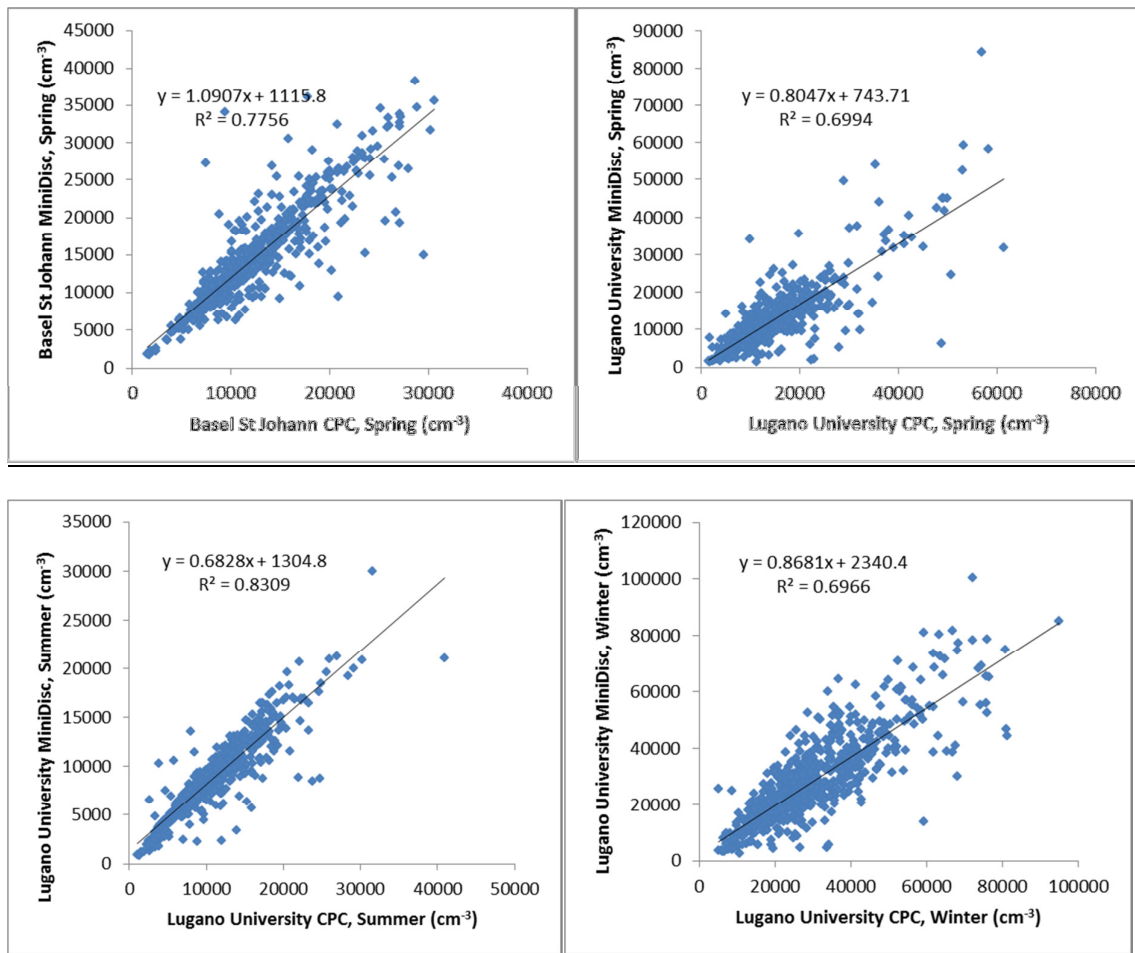 45000
40000
35000
30000
25000
20000
15000
10000
5000
0
Basel St Johann MiniDisc, Spring (cm-3)
y = 1.0907x + 1115.8
R² = 0.7756
0 10000 20000 30000 40000
Basel St Johann CPC, Spring (cm-3)
90000
80000
70000
60000
50000
40000
30000
20000
10000
0
Lugano University MiniDisc, Spring (cm-3)
y = 0.8047x + 743.71
R² = 0.6994
0 20000 40000 60000 80000
Lugano University CPC, Spring (cm-3)
35000
30000
25000
20000
15000
10000
5000
0
Lugano University MiniDisc, Summer (cm-3)
y = 0.6828x + 1304.8
R² = 0.8309
0 10000 20000 30000 40000 50000
Lugano University CPC, Summer (cm-3)
120000
100000
80000
60000
40000
20000
0
Lugano University MiniDisc, Winter (cm-3)
y = 0.8681x + 2340.4
R² = 0.6966
0 20000 40000 60000 80000 100000
Lugano University CPC, Winter (cm-3)